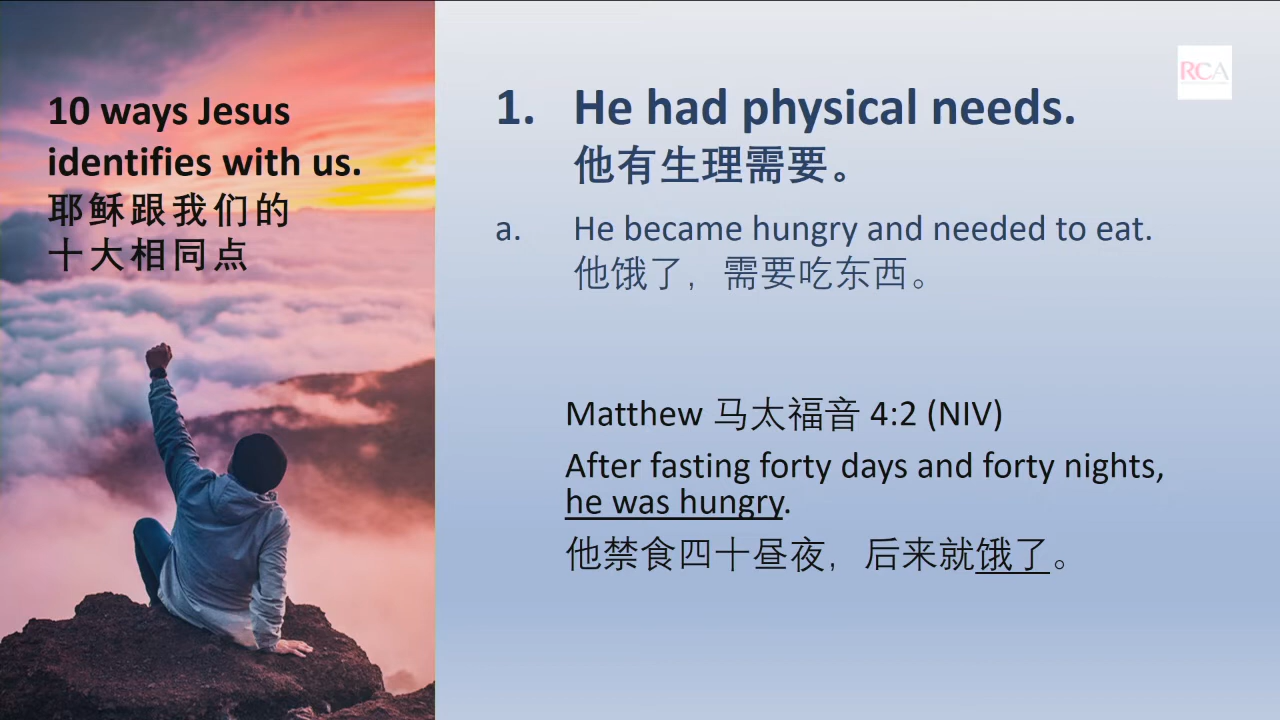 10 ways Jesus
identifies with us.
耶稣跟我们的
十大相同点
RCA
1. He had physical needs.
他有生理需要。
a. He became hungry and needed to eat.
他饿了，需要吃东西。
Matthew 马太福音 4:2 (NIV)
After fasting forty days and forty nights,
he was hungry.
他禁食四十昼夜，后来就饿了。